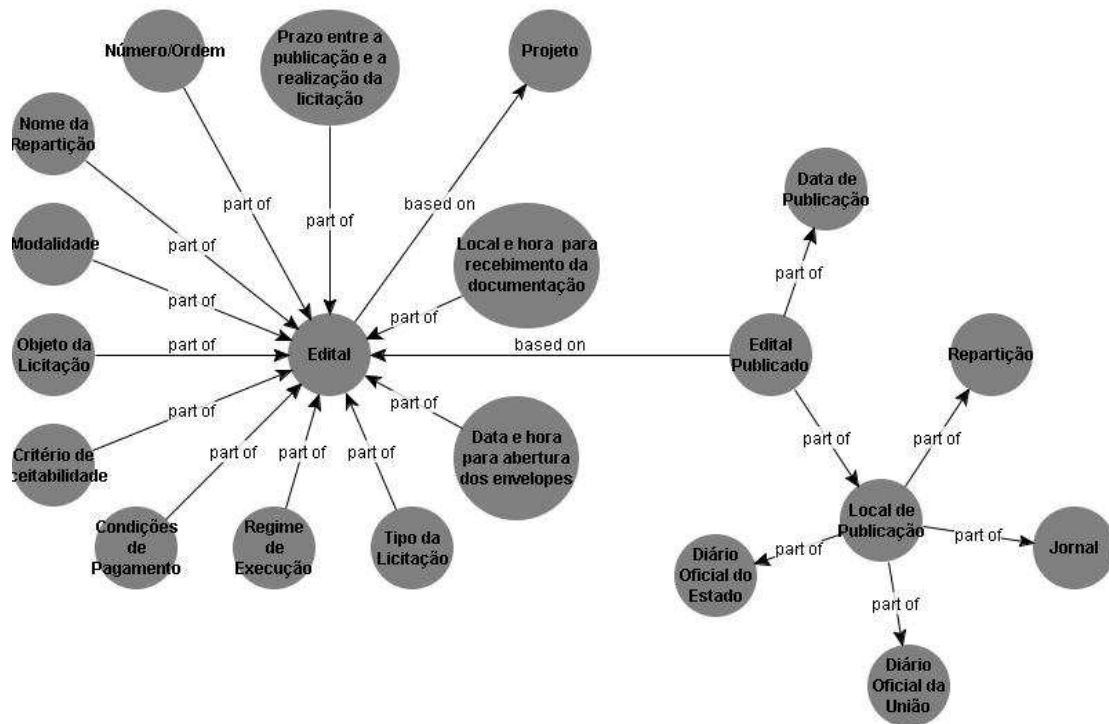 Número/Ordem
Prazo entre a
publicação e a
realização da
licitação
Projeto
Nome da
Repartição
part of
part of
based on
Data de
Publicação
Modalidade
part of
Local e hora para
recebimento da
documentação
part of
part of
part of
Objeto da
Licitação
part of
Edital
based on
Edital
Publicado
Repartição
part of
part of
Critério de
ceitabilidade
part of
part of
part of
Data e hora
para abertura
dos envelopes
part of
part of
Condições
de
Pagamento
Regime
de
Execução
Tipo da
Licitação
Local de
Publicação
part of
part of
Jornal
Diário
Oficial do
Estado
part of
Diário
Oficial da
União